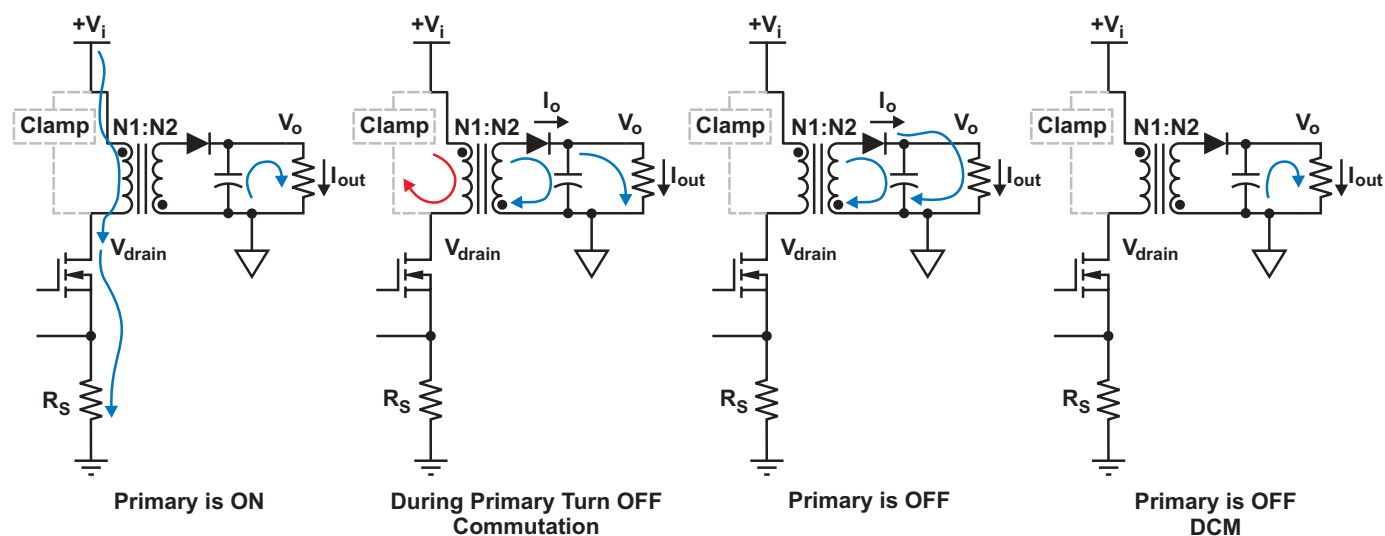 +Vi
Clamp
N1:N2
Vo
Iout
Vdrain
RS
Primary is ON
+Vi
Clamp
N1:N2
Io
Vo
Iout
Vdrain
RS
During Primary Turn OFF
Commutation
+Vi
Clamp
N1:N2
Io
Vo
Iout
Vdrain
RS
Primary is OFF
+Vi
Clamp
N1:N2
Vo
Iout
Vdrain
RS
Primary is OFF
DCM